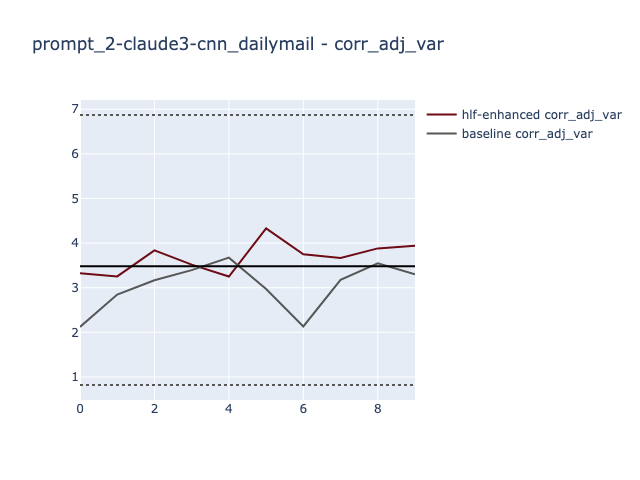 prompt_2-claude3-cnn_dailymail - corr_adj_var
hlf-enhanced corr_adj_var
baseline corr_adj_var
7
6
5
4
3
2
1
0 2 4 6 8